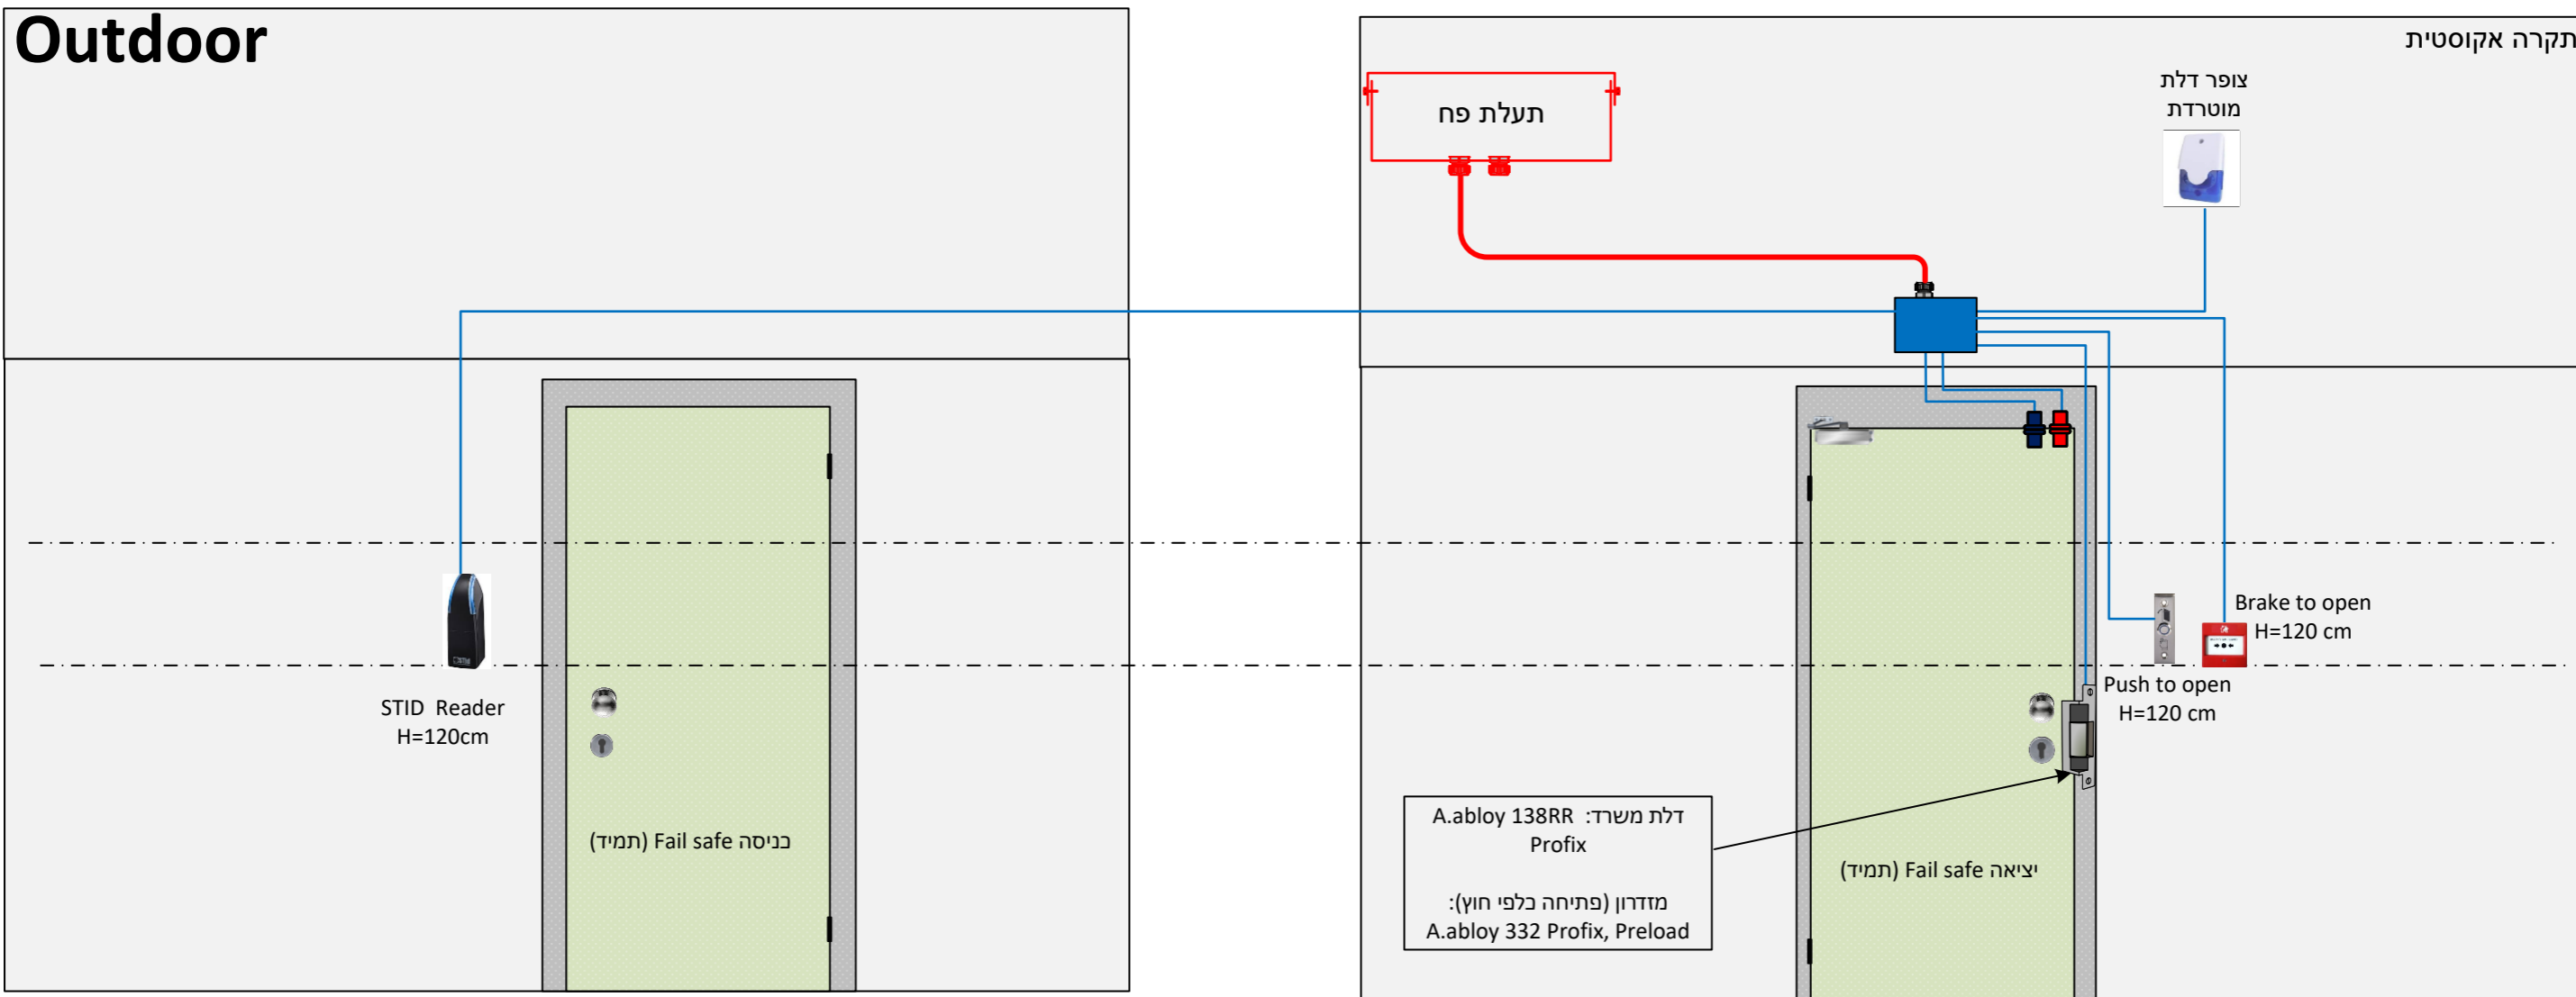 Outdoor
תקרה אקוסטית
צופר דלת
מוטרדת
תעלת פח
STID  Reader
H=120cm
כניסה Fail safe (תמיד)
Brake to open
H=120 cm
Push to open
H=120 cm
דלת משרד:  A.abloy 138RR
Profix
מזדרון (פתיחה כלפי חוץ):
A.abloy 332 Profix, Preload
יציאה Fail safe (תמיד)